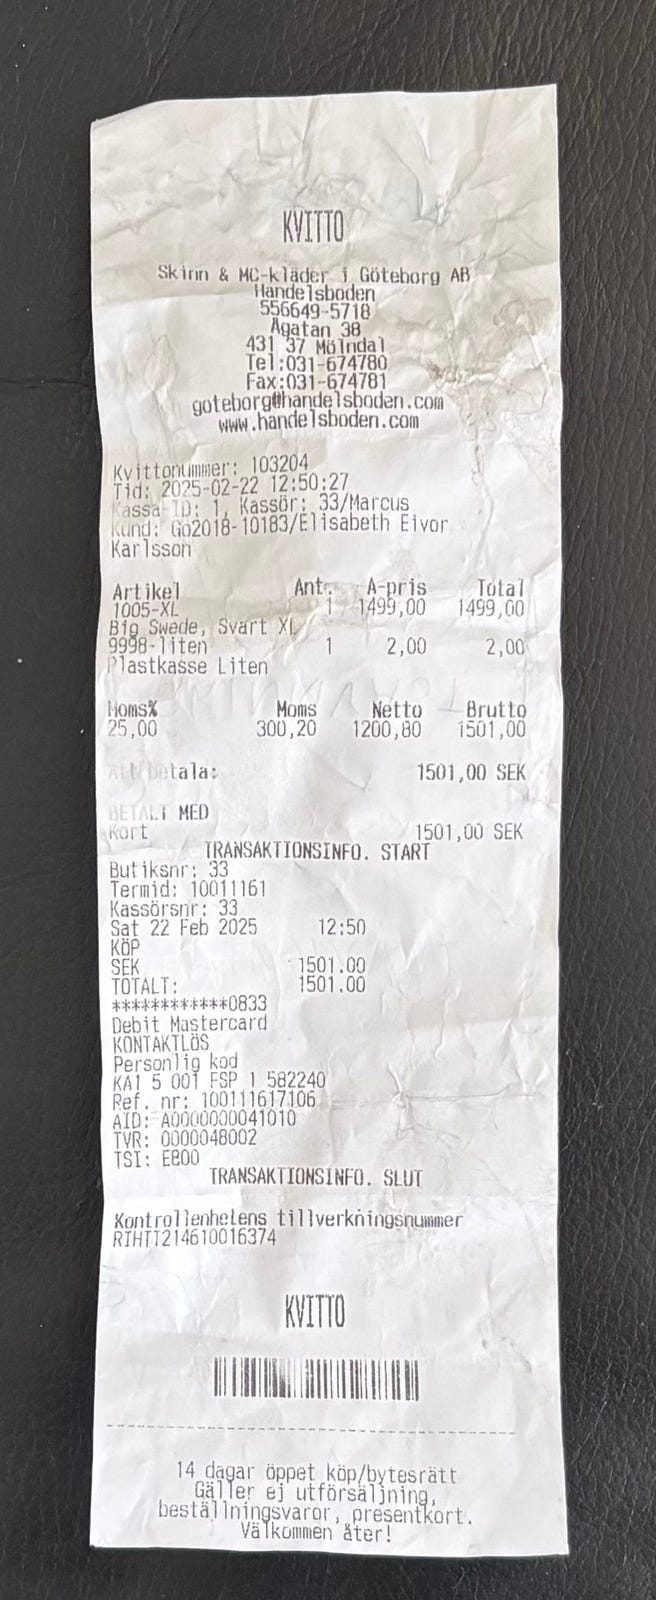 KVITTO
Skinn & MC-kläder i Göteborg AB
Handelsboden
556649-5718
Ågatan 38
431 37 Mölndal
Tel:031-674780
Fax:031-674781
goteborg@handelsboden.com
www.handelsboden.com
Kvittonummer: 103204
Tid: 2025-02-22 12:50:27
Kassa ID: 1, Kassör: 33/Marcus
Kund: Go2018-10183/Elisabeth Eivor
Karlsson
Artikel Ant. A-pris Total
1005-XL 1 1499,00 1499,00
Big Swede, Svart XL
9998-liten 1 2,00 2,00
Plastkasse Liten
Moms% Moms Netto Brutto
25,00 300,20 1200,80 1501,00
Att betala: 1501,00 SEK
BETALT MED
Kort 1501,00 SEK
TRANSAKTIONSINFO. START
Butiksnr: 33
Termid: 10011161
Kassörsnr: 33
Sat 22 Feb 2025 12:50
KÖP
SEK 1501.00
TOTALT: 1501.00
************0833
Debit Mastercard
KONTAKTLÖS
Personlig kod
KA1 5 001 FSP 1 582240
Ref. nr: 100111617106
AID: A0000000041010
TVR: 0000048002
TSI: E800
TRANSAKTIONSINFO. SLUT
Kontrollenhetens tillverkningsnummer
RIHTT214610016374
KVITTO
14 dagar öppet köp/bytesrätt
Gäller ej utförsäljning,
beställningsvaror, presentkort.
Välkommen åter!